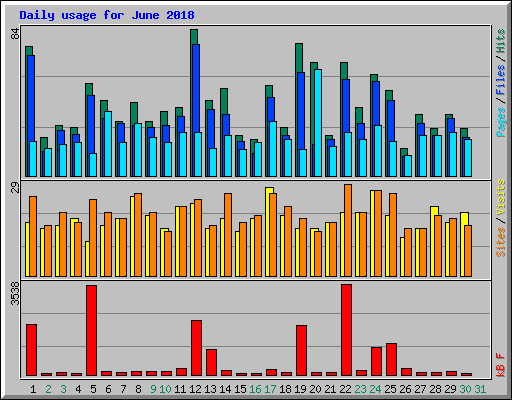 Daily usage for June 2018
84
Pages / Files / Hits
29
Sites / Visits
3538
kB F
1 2 3 4 5 6 7 8 9 10 11 12 13 14 15 16 17 18 19 20 21 22 23 24 25 26 27 28 29 30 31